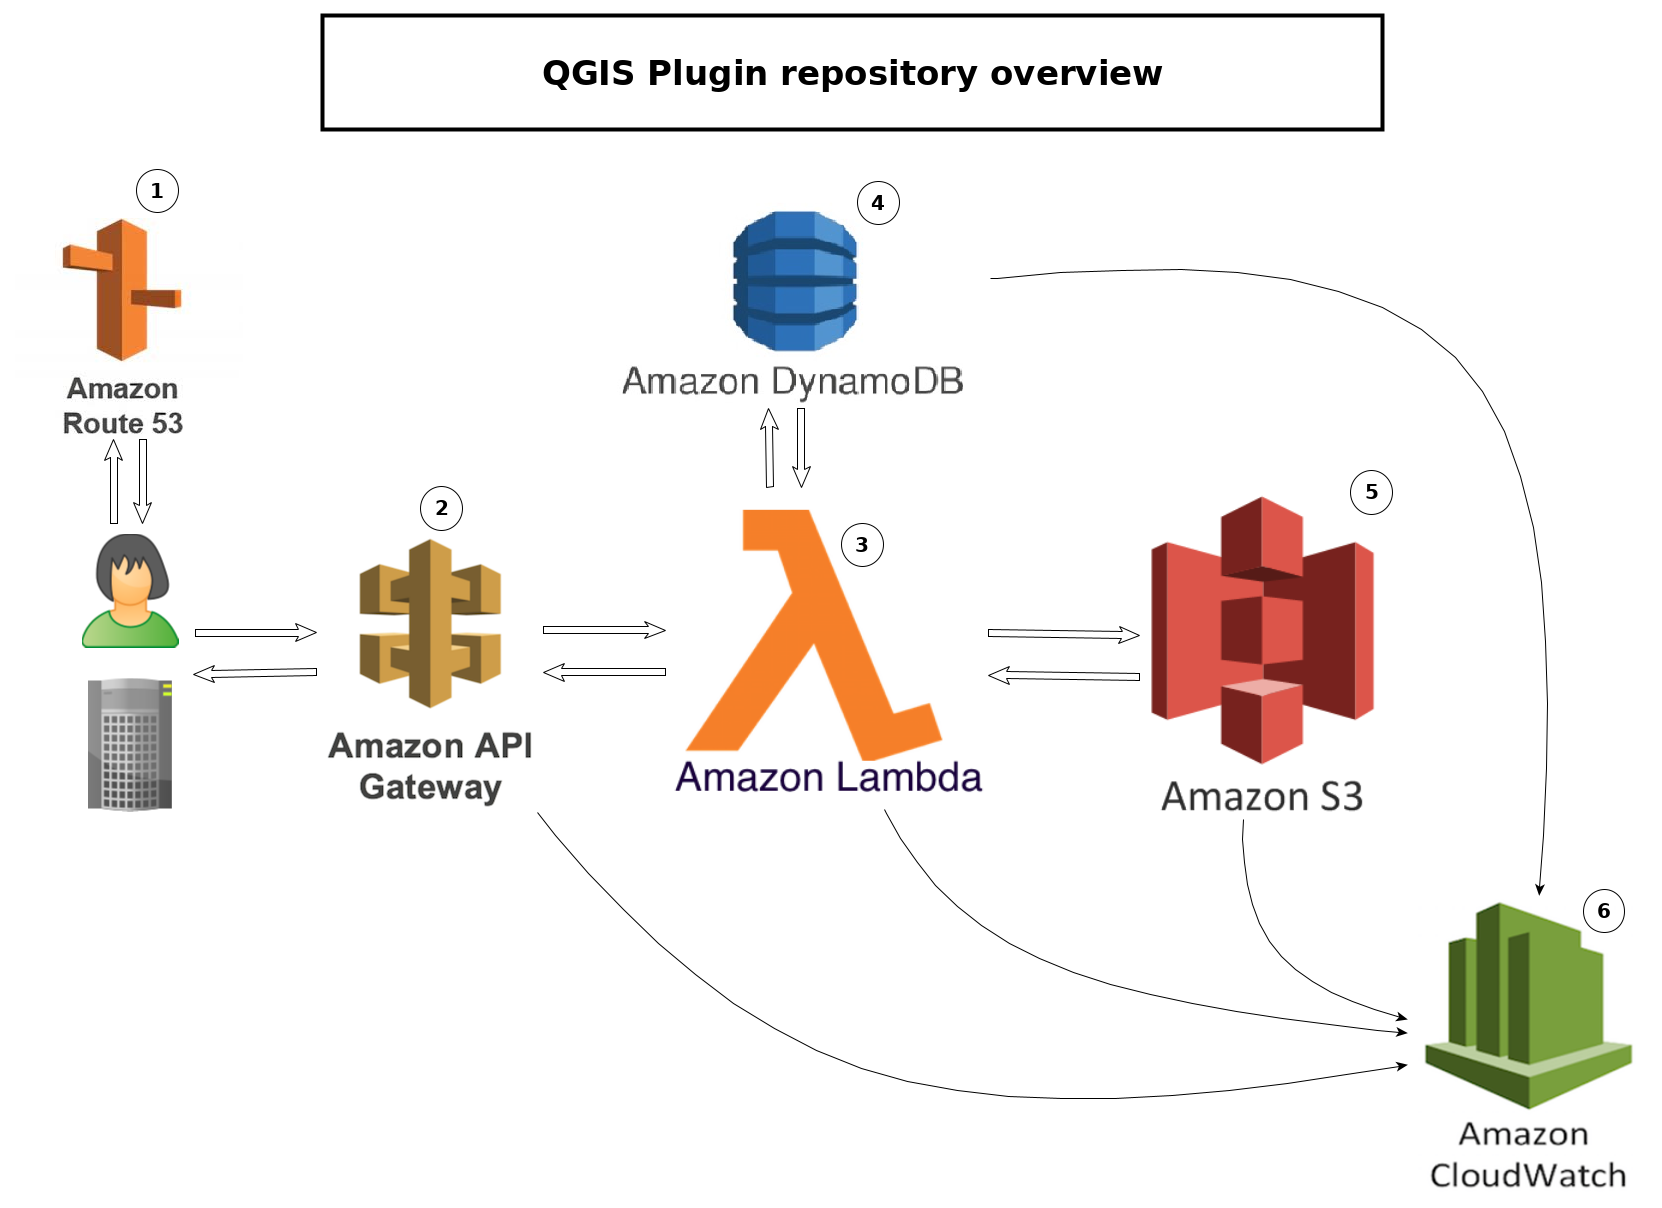 QGIS Plugin repository overview
1
Amazon
Route 53
2
Amazon API
Gateway
3
Amazon Lambda
4
Amazon DynamoDB
5
Amazon S3
6
Amazon
CloudWatch